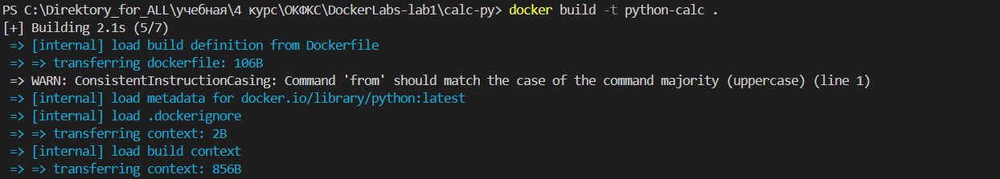 PS C:\Direktory_for_ALL\учебная\4 курс\ОКФКС\DockerLabs-lab1\calc-py> docker build -t python-calc .
[+] Building 2.1s (5/7)
=> [internal] load build definition from Dockerfile
=> => transferring dockerfile: 106B
=> WARN: ConsistentInstructionCasing: Command 'from' should match the case of the command majority (uppercase) (line 1)
=> [internal] load metadata for docker.io/library/python:latest
=> [internal] load .dockerignore
=> => transferring context: 2B
=> [internal] load build context
=> => transferring context: 856B